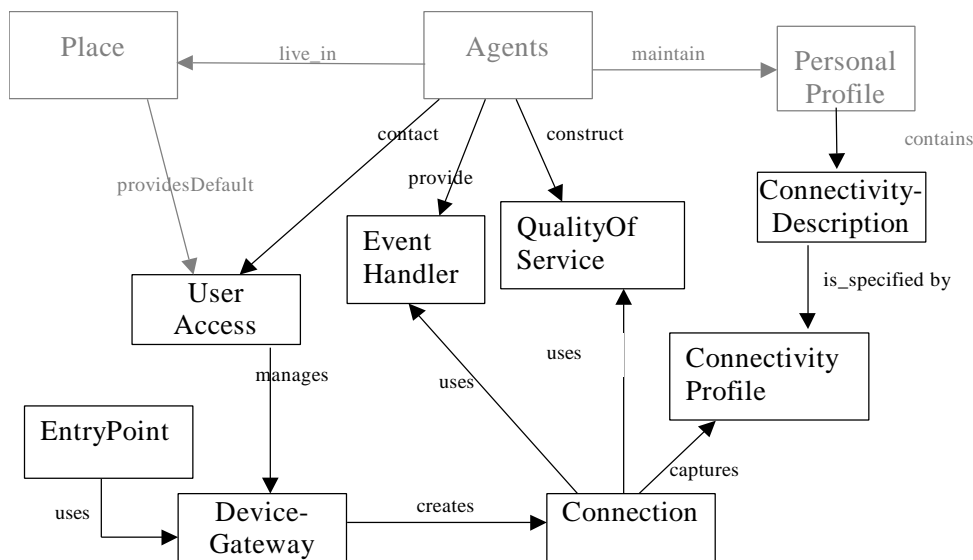 Place
live_in
Agents
maintain
Personal
Profile
contact
construct
contains
providesDefault
provide
Connectivity-
Description
Event
Handler
QualityOf
Service
User
Access
is_specified by
manages
uses
uses
Connectivity
Profile
EntryPoint
captures
uses
Device-
Gateway
creates
Connection